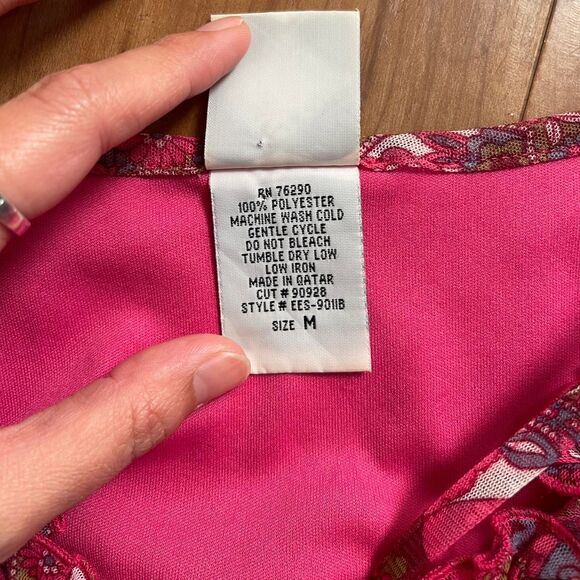 RN 76290
100% POLYESTER
MACHINE WASH COLD
GENTLE CYCLE
DO NOT BLEACH
TUMBLE DRY LOW
LOW IRON
MADE IN QATAR
CUT # 90928
STYLE # EES-9011B
SIZE M